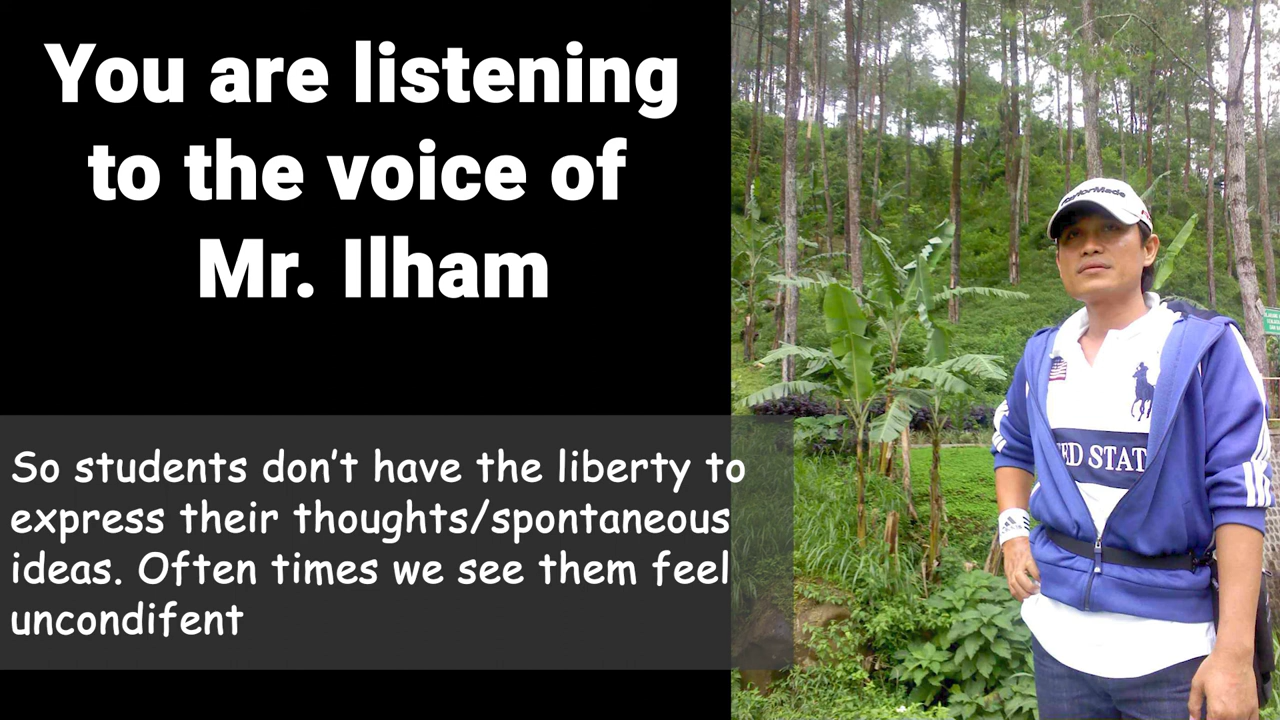 You are listening
to the voice of
Mr. Ilham
So students don't have the liberty to
express their thoughts/spontaneous
ideas. Often times we see them feel
uncondifent
TaylorMade
ED STAT